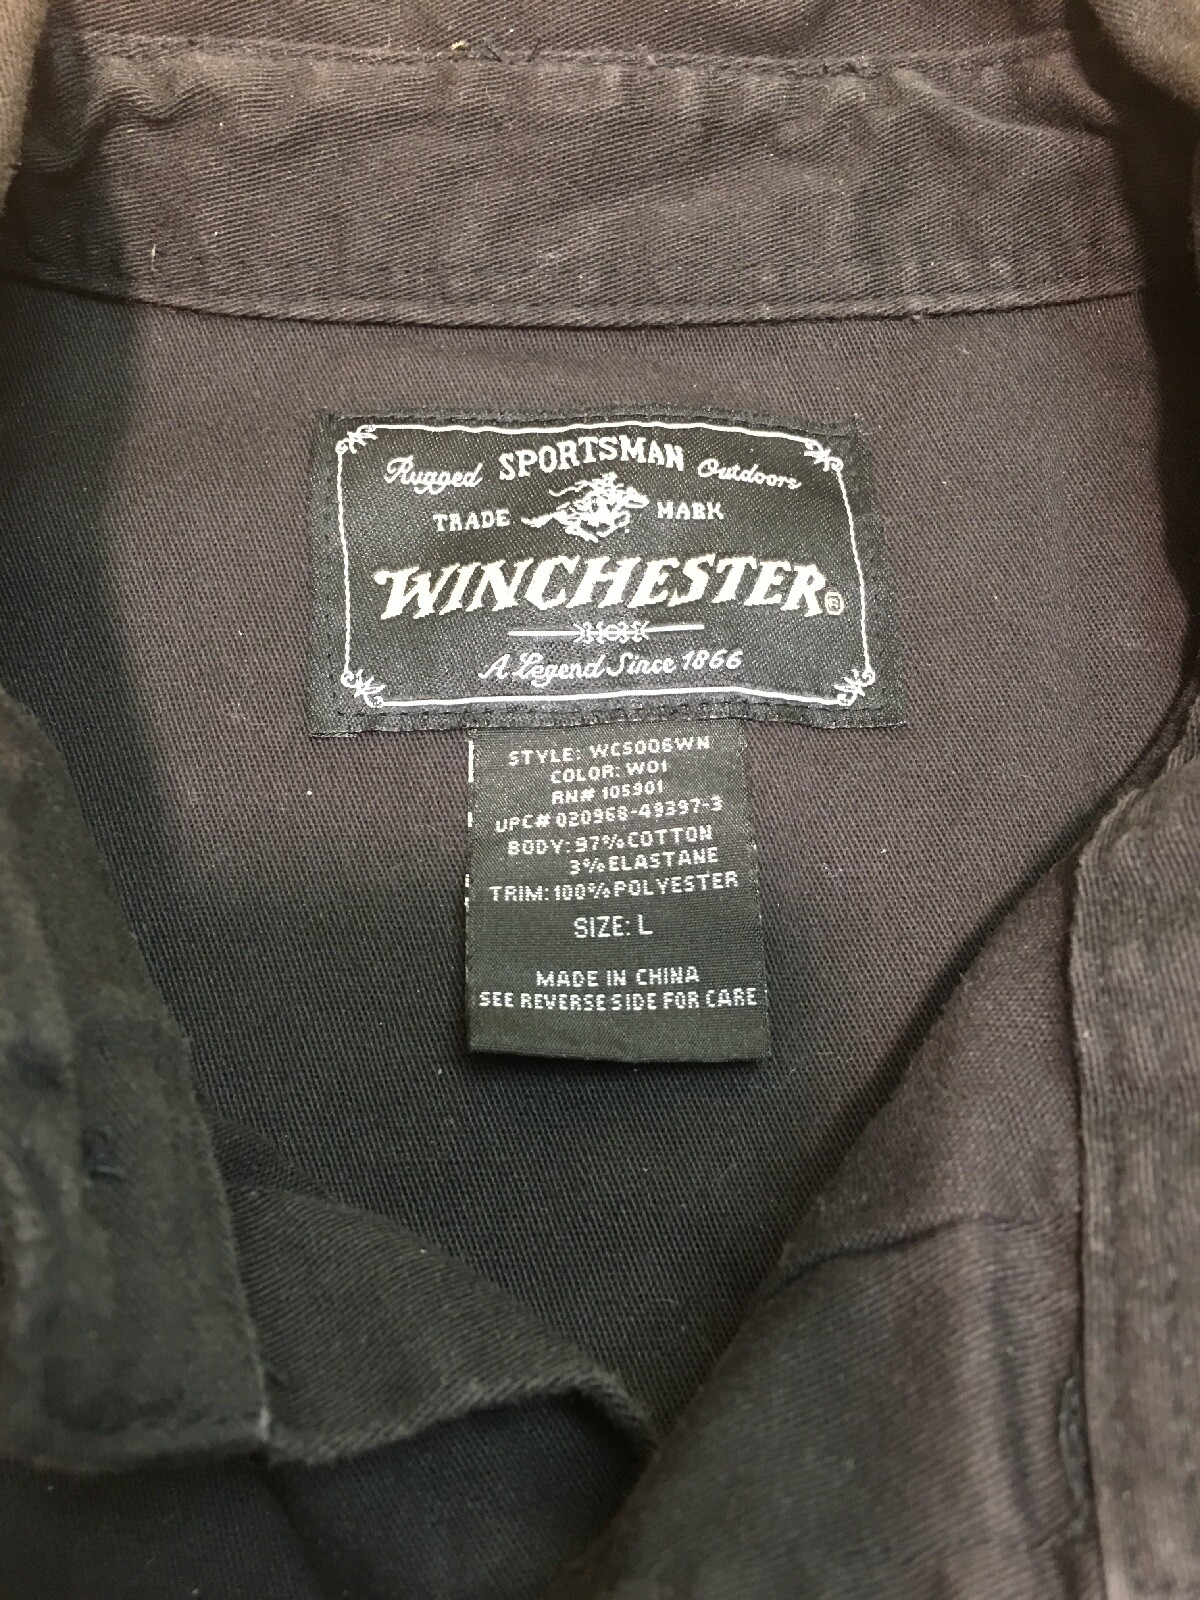 Rugged SPORTSMAN Outdoors
TRADE MARK
WINCHESTER®
A Legend Since 1866
STYLE: WCS006WN
COLOR: W01
RN# 105901
UPC# 020968-49397-3
BODY: 97% COTTON
3% ELASTANE
TRIM: 100% POLYESTER
SIZE: L
MADE IN CHINA
SEE REVERSE SIDE FOR CARE